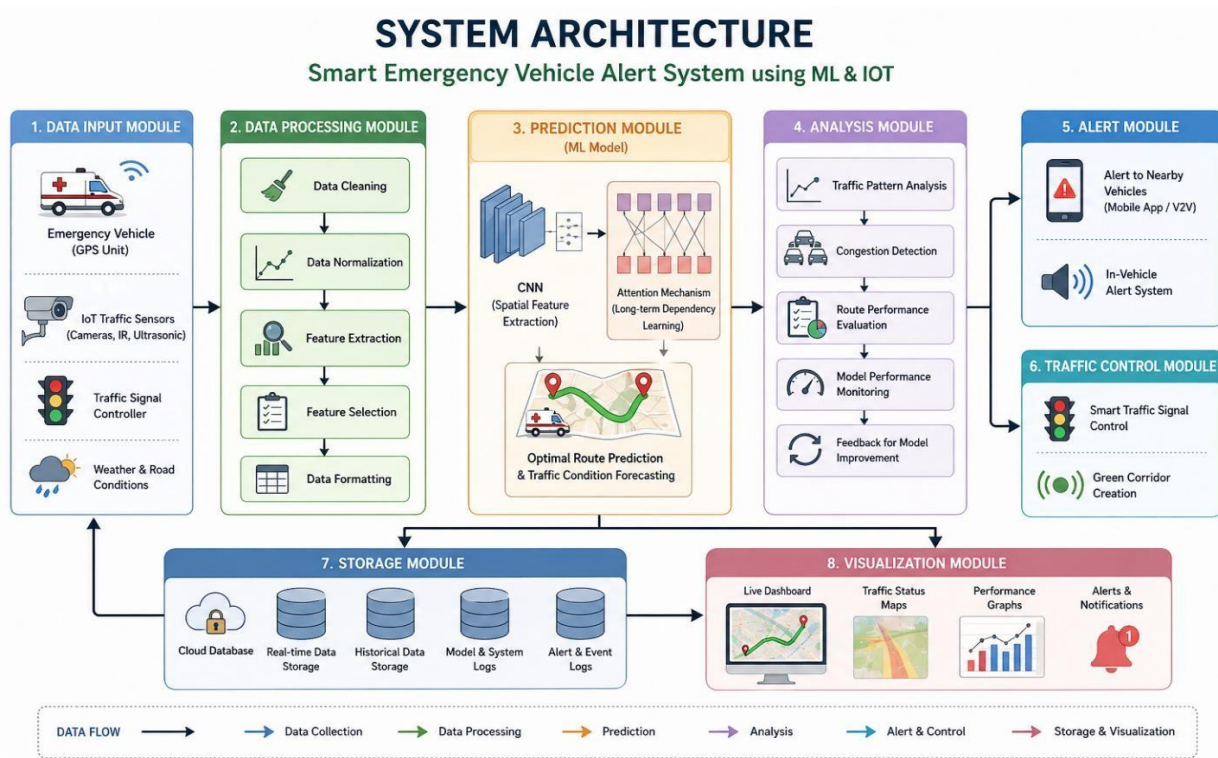 SYSTEM ARCHITECTURE
Smart Emergency Vehicle Alert System using ML & IOT
1. DATA INPUT MODULE
Emergency Vehicle
(GPS Unit)
IoT Traffic Sensors
(Cameras, IR, Ultrasonic)
Traffic Signal
Controller
Weather & Road
Conditions
2. DATA PROCESSING MODULE
Data Cleaning
Data Normalization
Feature Extraction
Feature Selection
Data Formatting
3. PREDICTION MODULE
(ML Model)
CNN
(Spatial Feature
Extraction)
Attention Mechanism
(Long-term Dependency
Learning)
Optimal Route Prediction
& Traffic Condition Forecasting
4. ANALYSIS MODULE
Traffic Pattern Analysis
Congestion Detection
Route Performance
Evaluation
Model Performance
Monitoring
Feedback for Model
Improvement
5. ALERT MODULE
Alert to Nearby
Vehicles
(Mobile App / V2V)
In-Vehicle
Alert System
6. TRAFFIC CONTROL MODULE
Smart Traffic Signal
Control
Green Corridor
Creation
7. STORAGE MODULE
Cloud Database
Real-time Data
Storage
Historical Data
Storage
Model & System
Logs
Alert & Event
Logs
8. VISUALIZATION MODULE
Live Dashboard
Traffic Status
Maps
Performance
Graphs
Alerts &
Notifications
1
DATA FLOW
Data Collection
Data Processing
Prediction
Analysis
Alert & Control
Storage & Visualization